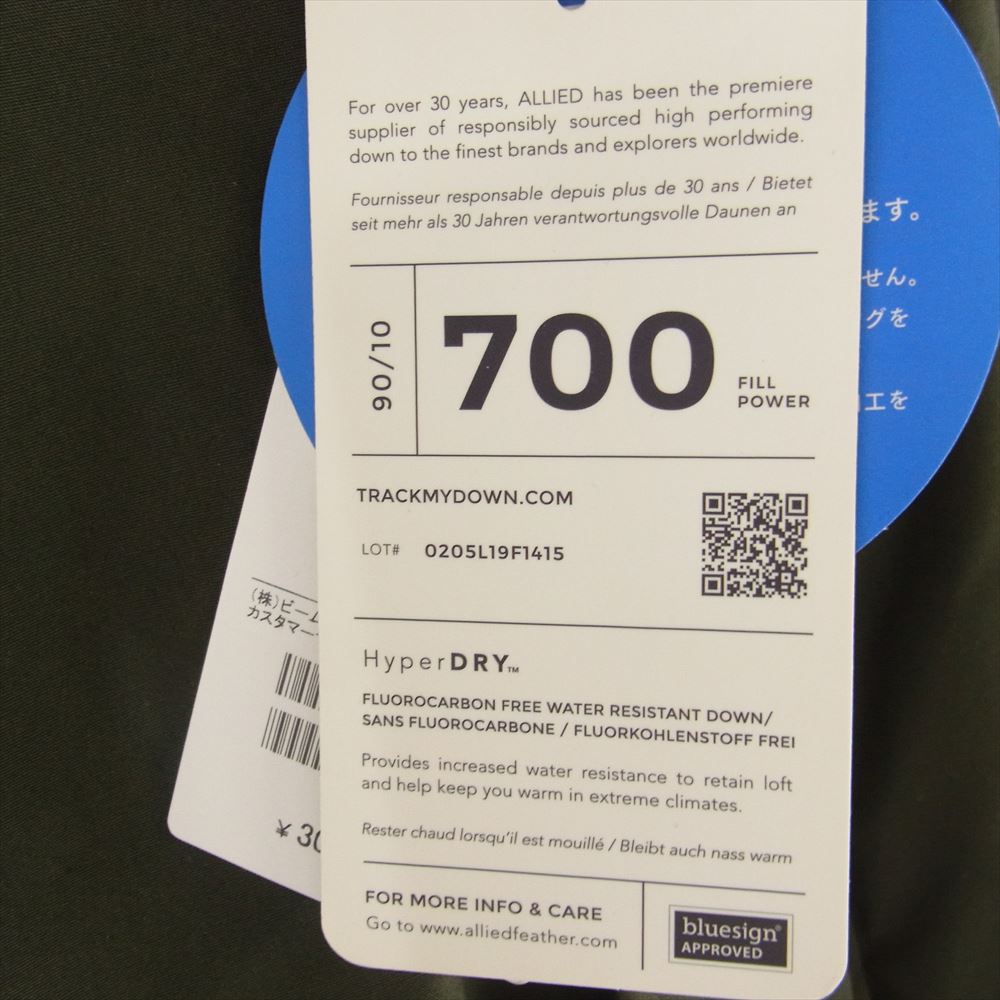 For over 30 years, ALLIED has been the premiere
supplier of responsibly sourced high performing
down to the finest brands and explorers worldwide.
Fournisseur responsable depuis plus de 30 ans / Bietet
seit mehr als 30 Jahren verantwortungsvolle Daunen an
90/10
700
FILL
POWER
TRACKMYDOWN.COM
LOT# 0205L19F1415
HyperDRY™
FLUOROCARBON FREE WATER RESISTANT DOWN/
SANS FLUOROCARBONE / FLUORKOHLENSTOFF FREI
Provides increased water resistance to retain loft
and help keep you warm in extreme climates.
Rester chaud lorsqu'il est mouillé / Bleibt auch nass warm
FOR MORE INFO & CARE
Go to www.alliedfeather.com
bluesign®
APPROVED
ます。
せん。
グを
工を
(株)ビーム
カスタマー
¥ 30